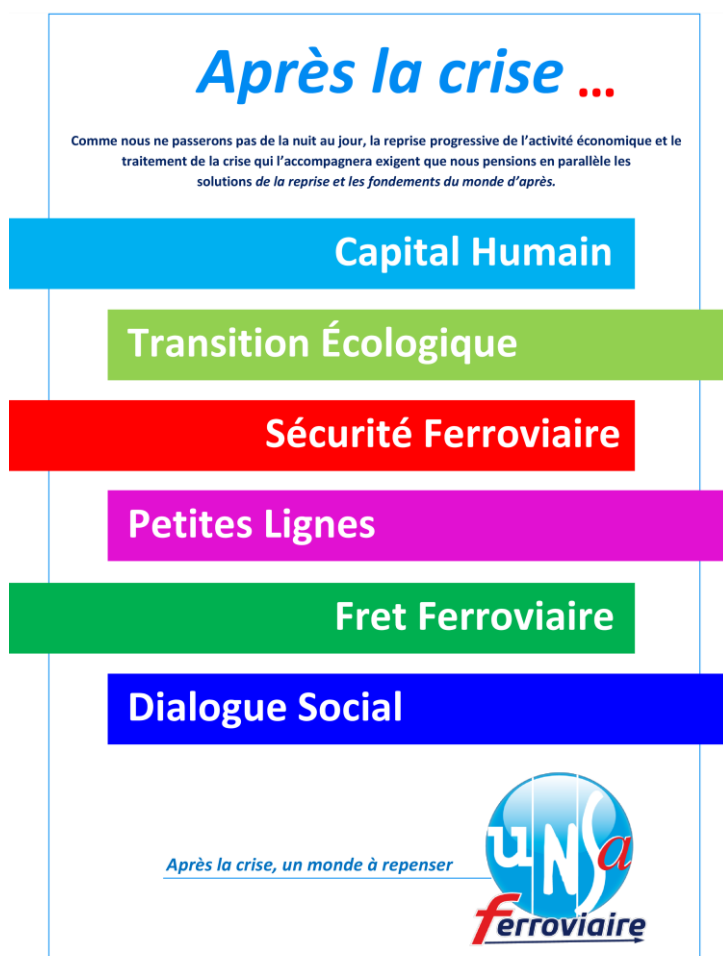 Après la crise ...
Comme nous ne passerons pas de la nuit au jour, la reprise progressive de l'activité économique et le
traitement de la crise qui l'accompagnera exigent que nous pensions en parallèle les
solutions de la reprise et les fondements du monde d'après.
Capital Humain
Transition Écologique
Sécurité Ferroviaire
Petites Lignes
Fret Ferroviaire
Dialogue Social
Après la crise, un monde à repenser
UNSa
ferroviaire